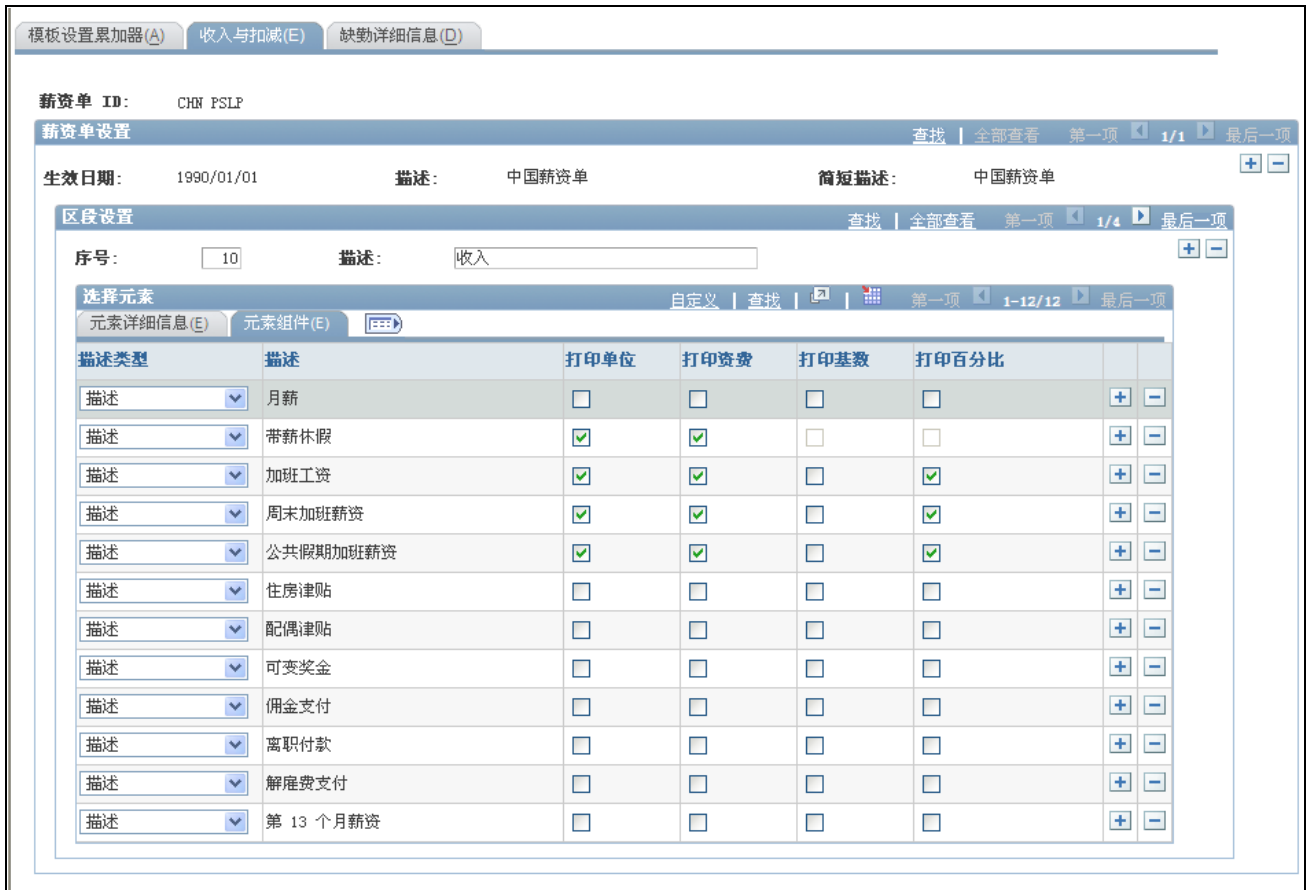 模板设置累加器(A) 收入与扣减(E) 缺勤详细信息(D)
薪资单 ID: CHN PSLP
薪资单设置 查找 | 全部查看 第一项 1/1 最后一项
生效日期: 1990/01/01 描述: 中国薪资单 简短描述: 中国薪资单
区段设置 查找 | 全部查看 第一项 1/4 最后一项
序号: 10 描述: 收入
选择元素 自定义 | 查找 | | 第一项 1-12/12 最后一项
元素详细信息(E) 元素组件(E)
描述类型 描述 打印单位 打印资费 打印基数 打印百分比
描述 月薪
描述 带薪休假
描述 加班工资
描述 周末加班薪资
描述 公共假期加班薪资
描述 住房津贴
描述 配偶津贴
描述 可变奖金
描述 佣金支付
描述 离职付款
描述 解雇费支付
描述 第 13 个月薪资